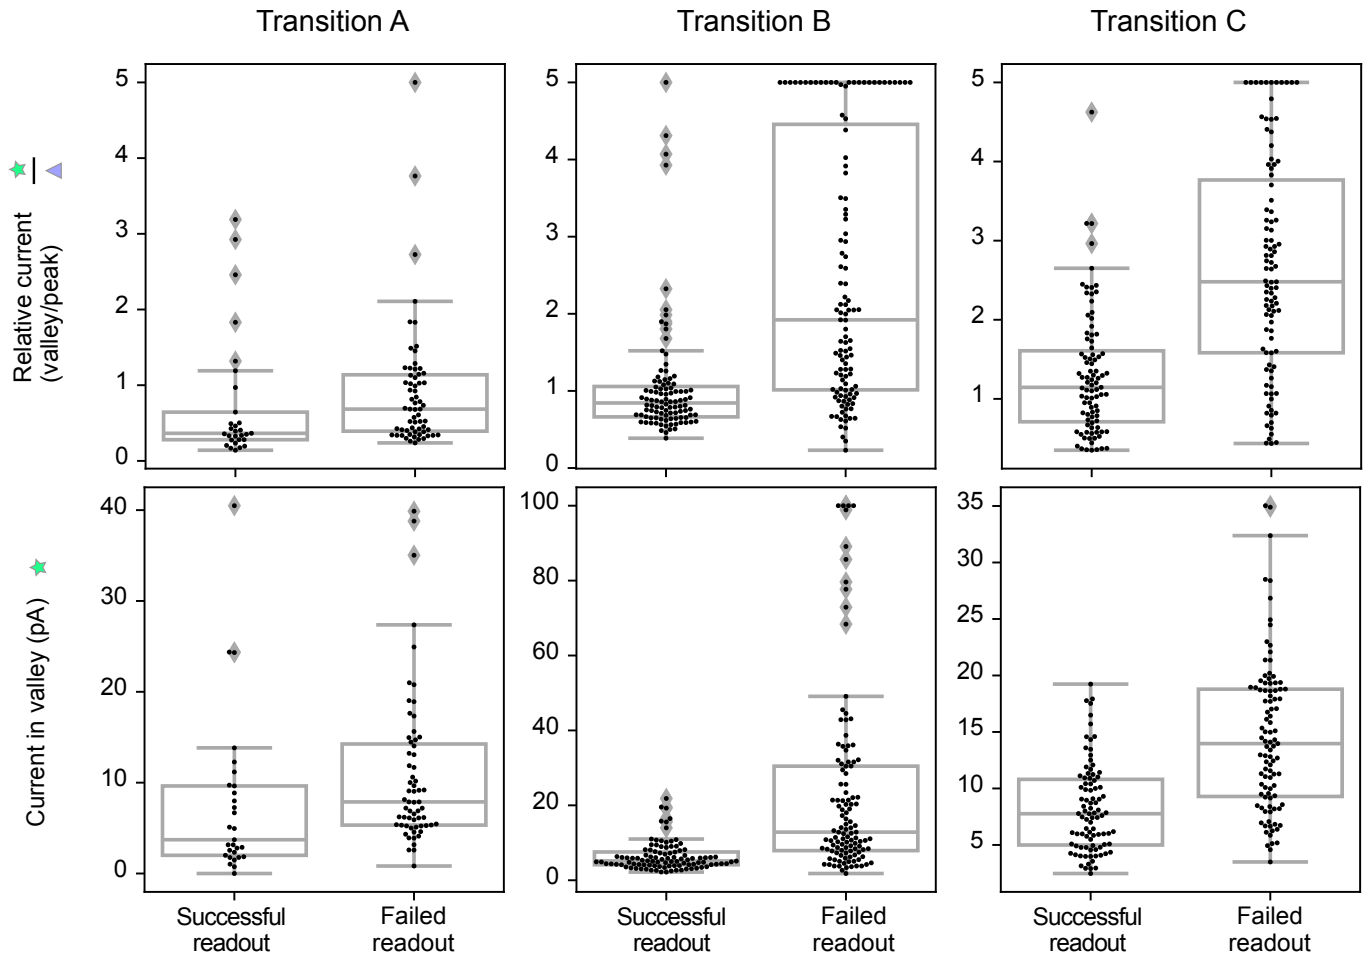 Transition A
Transition B
Transition C
Relative current
(valley/peak)
5
4
3
2
1
0
5
4
3
2
1
0
5
4
3
2
1
Current in valley (pA)
40
30
20
10
0
100
80
60
40
20
0
35
30
25
20
15
10
5
Successful
readout
Failed
readout
Successful
readout
Failed
readout
Successful
readout
Failed
readout